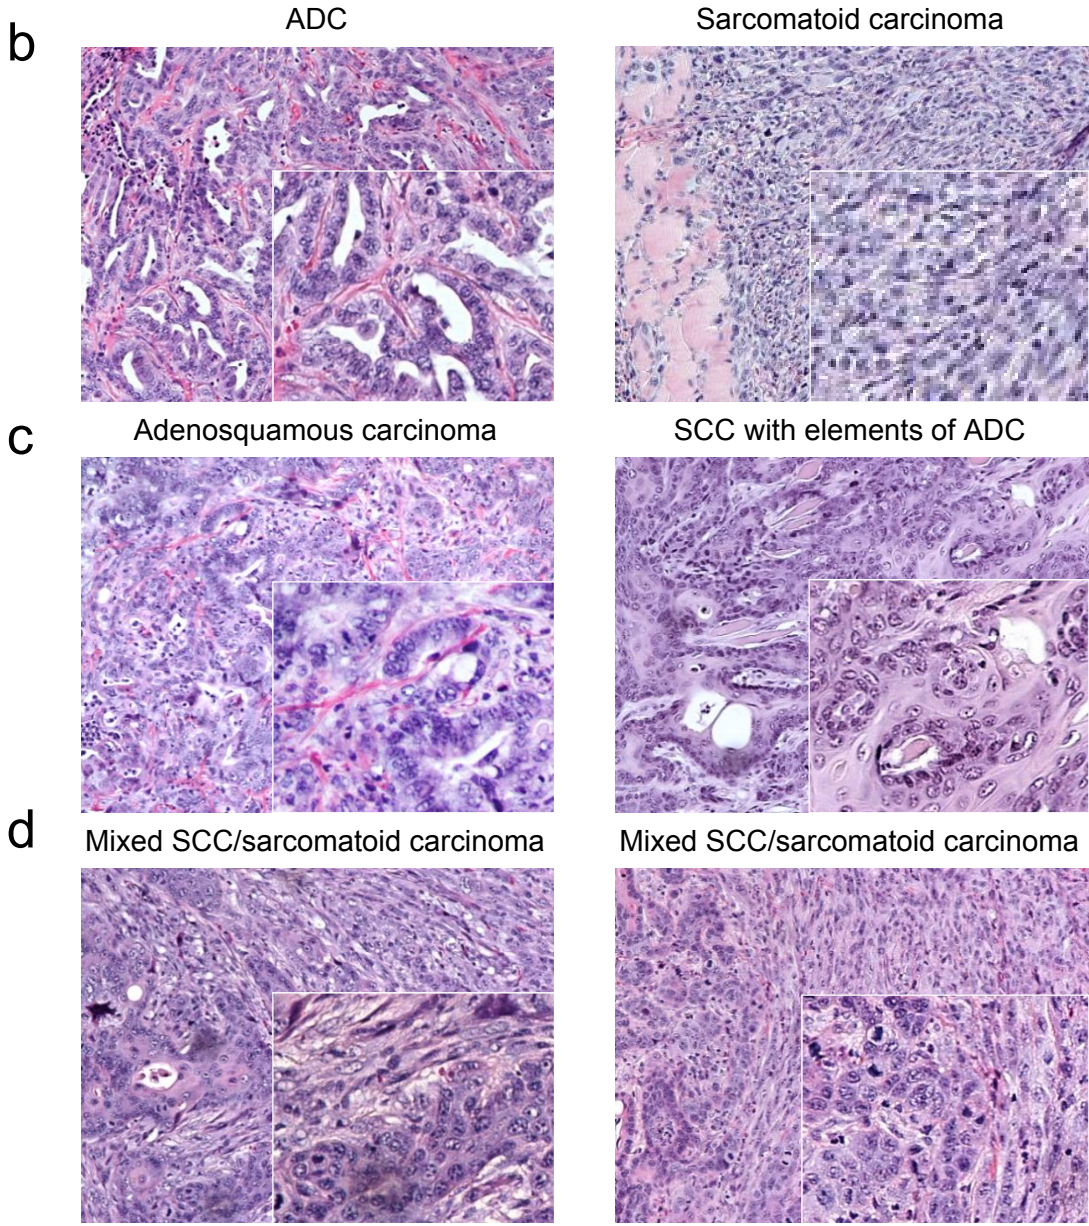 b
ADC
Sarcomatoid carcinoma
c
Adenosquamous carcinoma
SCC with elements of ADC
d
Mixed SCC/sarcomatoid carcinoma
Mixed SCC/sarcomatoid carcinoma